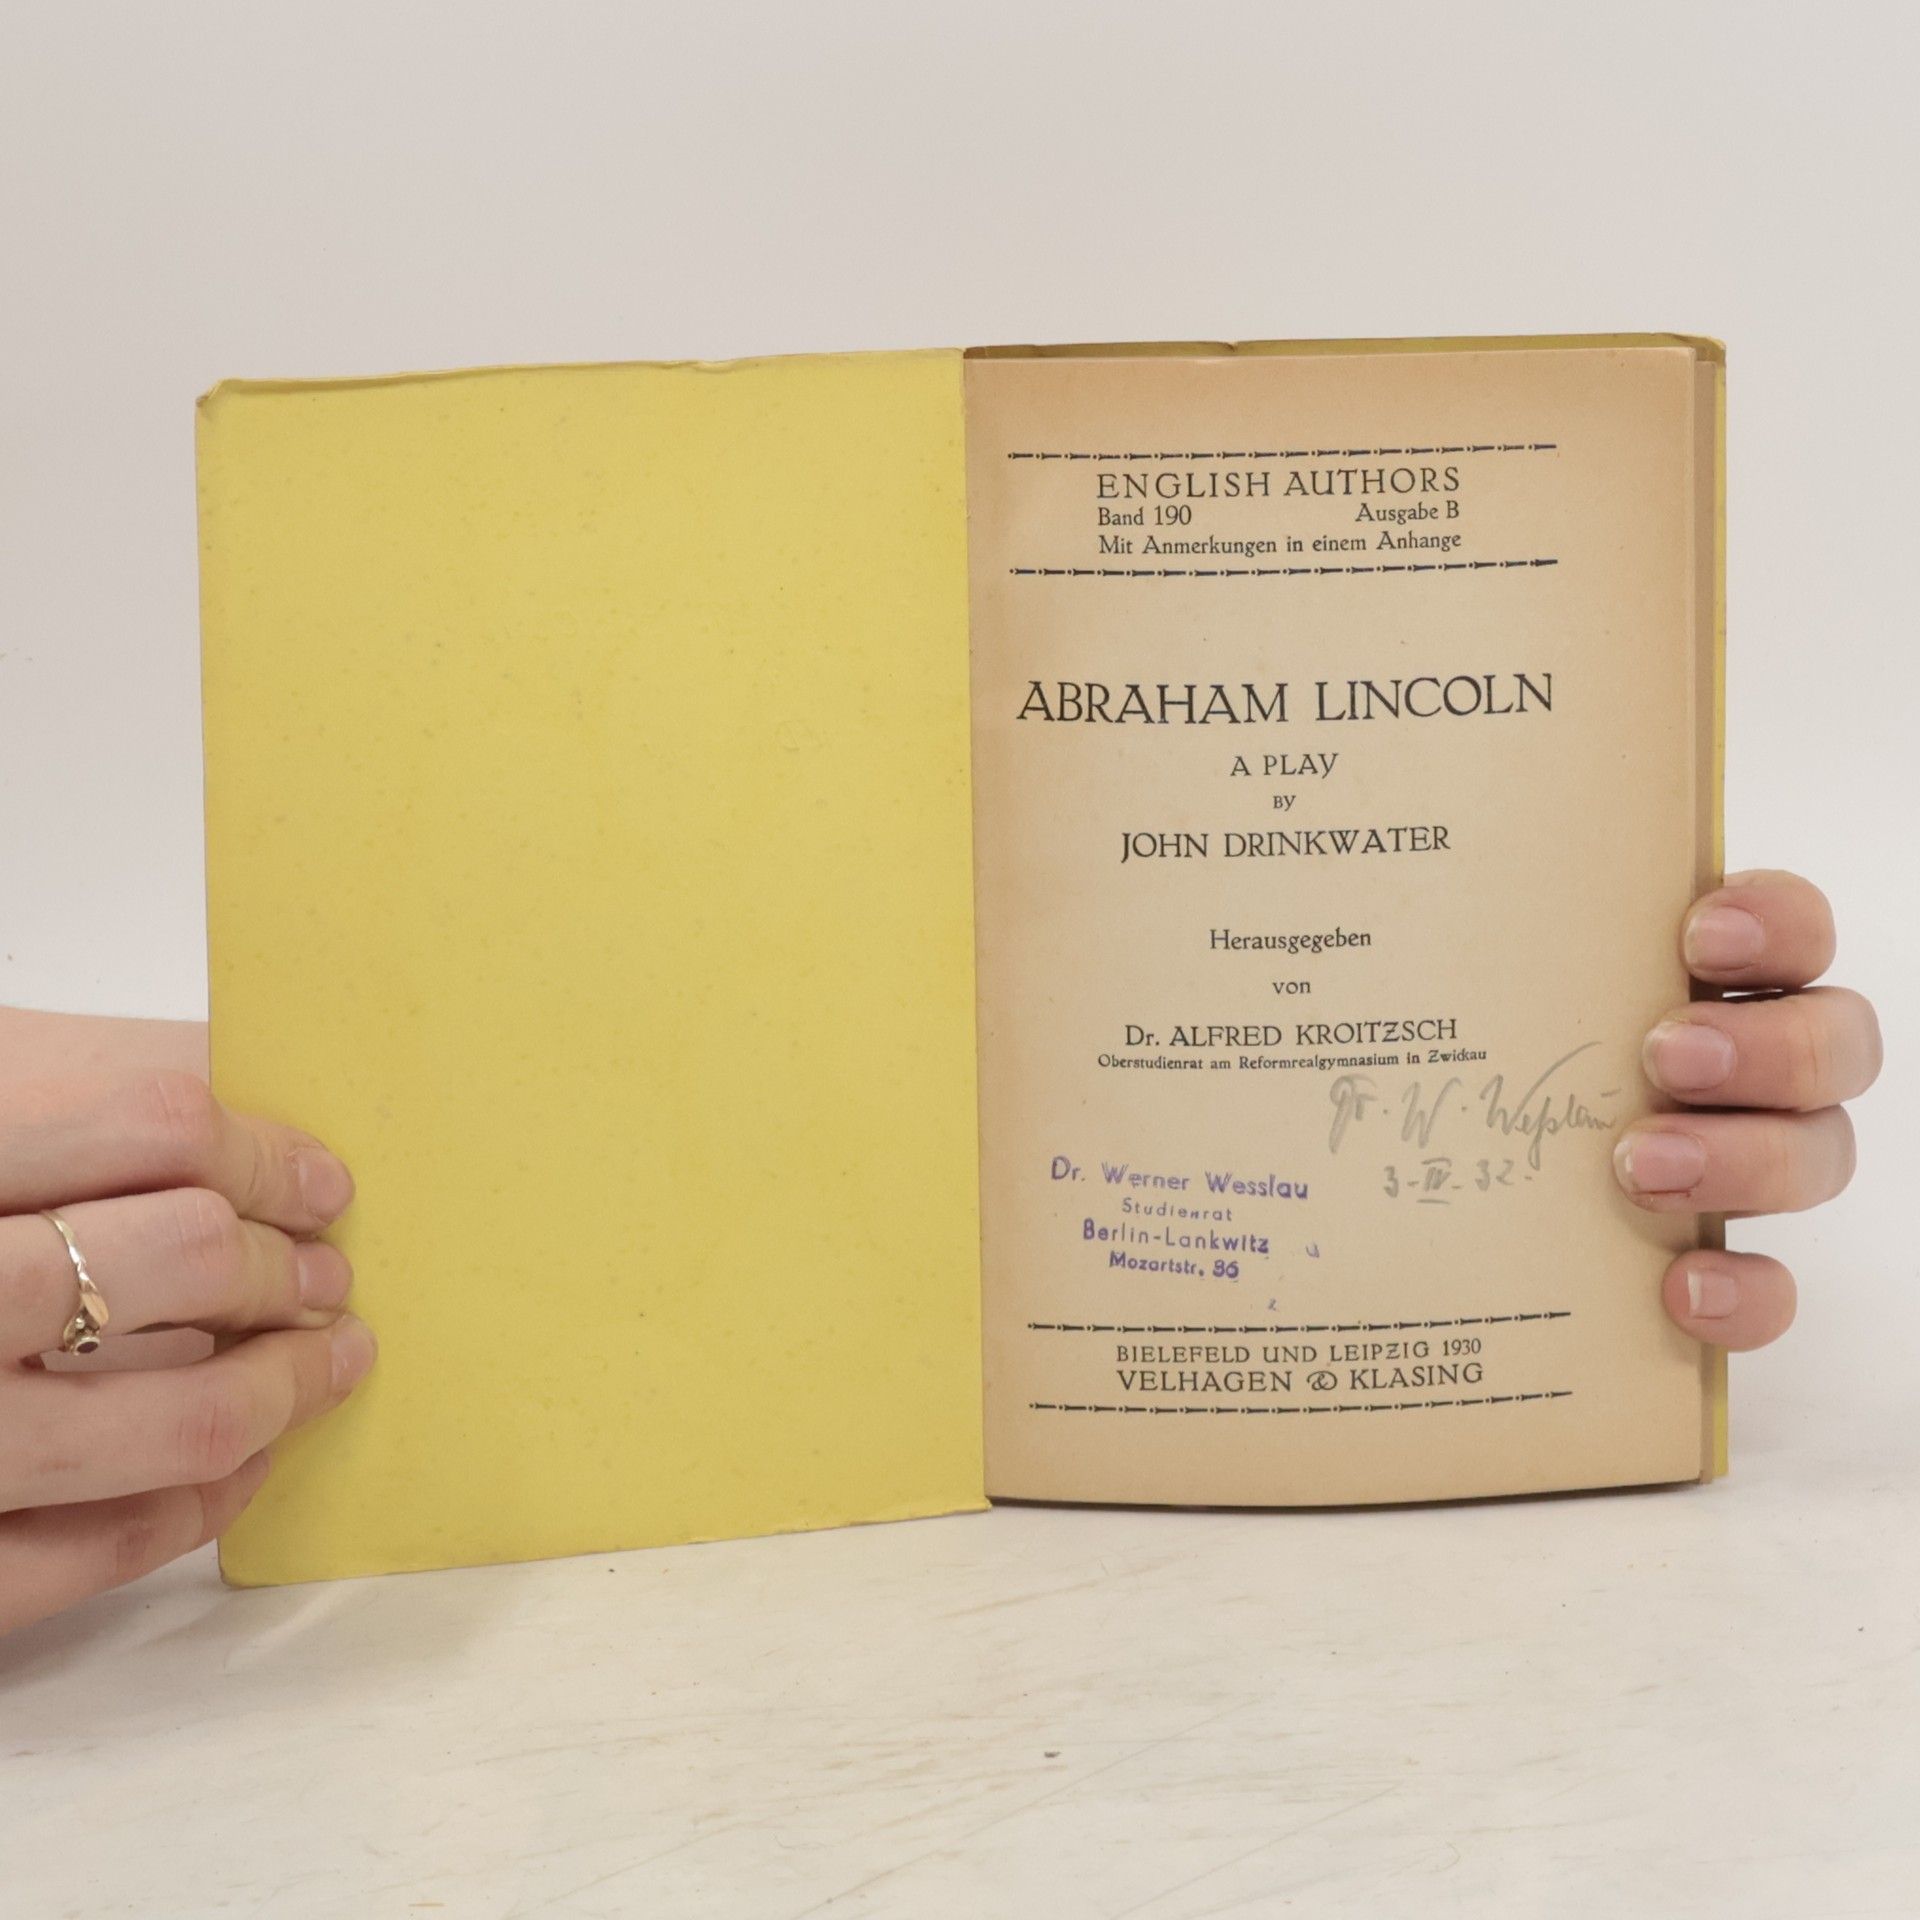 ENGLISH AUTHORS
Band 190 Ausgabe B
Mit Anmerkungen in einem Anhange
ABRAHAM LINCOLN
A PLAY
BY
JOHN DRINKWATER
Herausgegeben
von
Dr. ALFRED KROITZSCH
Oberstudienrat am Reformrealgymnasium in Zwickau
Dr. W. Weßlau
3-IV-32.
Dr. Werner Wesslau
Studienrat
Berlin-Lankwitz
Mozartstr. 36
BIELEFELD UND LEIPZIG 1930
VELHAGEN & KLASING